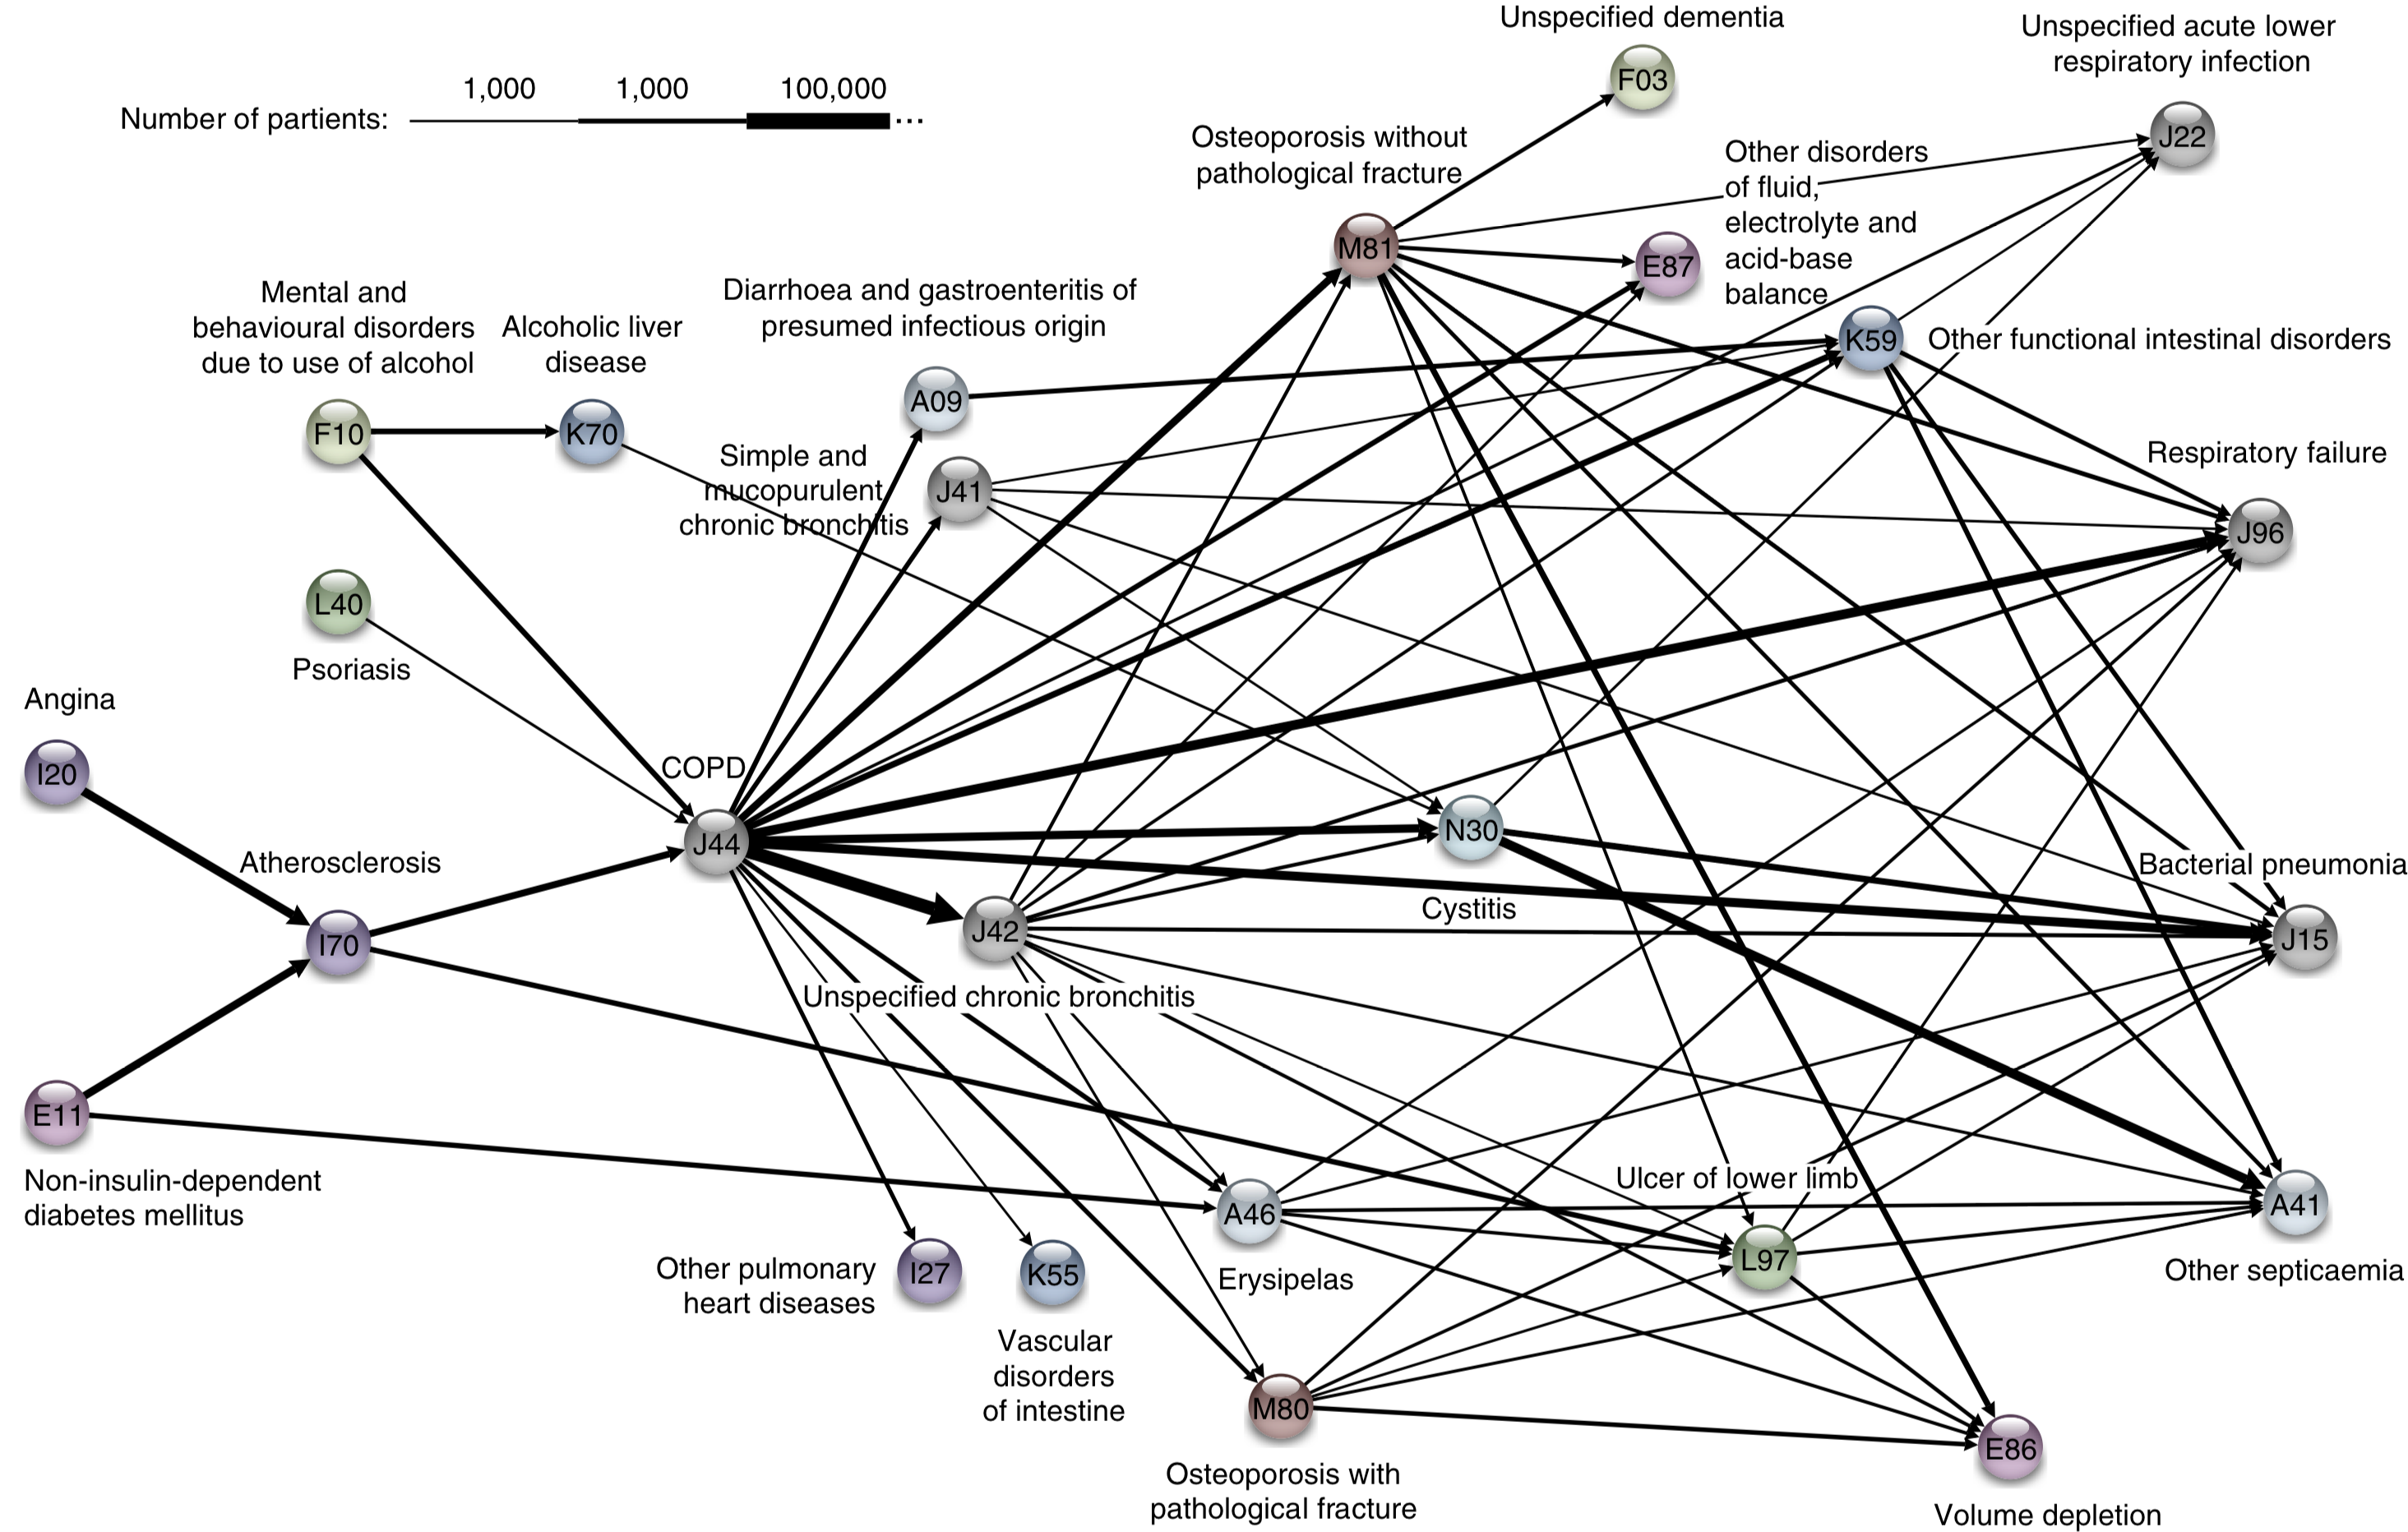 Unspecified dementia
Unspecified acute lower
respiratory infection
F03
1,000
1,000
100,000
Number of partients:
...
Osteoporosis without
pathological fracture
J22
Other disorders
of fluid,
electrolyte and
acid-base
balance
M81
E87
Mental and
behavioural disorders
due to use of alcohol
Alcoholic liver
disease
Diarrhoea and gastroenteritis of
presumed infectious origin
K59
Other functional intestinal disorders
A09
F10
K70
Simple and
mucopurulent
chronic bronchitis
J41
Respiratory failure
J96
L40
Psoriasis
Angina
I20
COPD
J44
N30
Cystitis
Bacterial pneumonia
J15
Atherosclerosis
I70
J42
Unspecified chronic bronchitis
E11
Non-insulin-dependent
diabetes mellitus
A46
Erysipelas
Ulcer of lower limb
L97
A41
Other septicaemia
Other pulmonary
heart diseases
I27
K55
Vascular
disorders
of intestine
M80
Osteoporosis with
pathological fracture
E86
Volume depletion